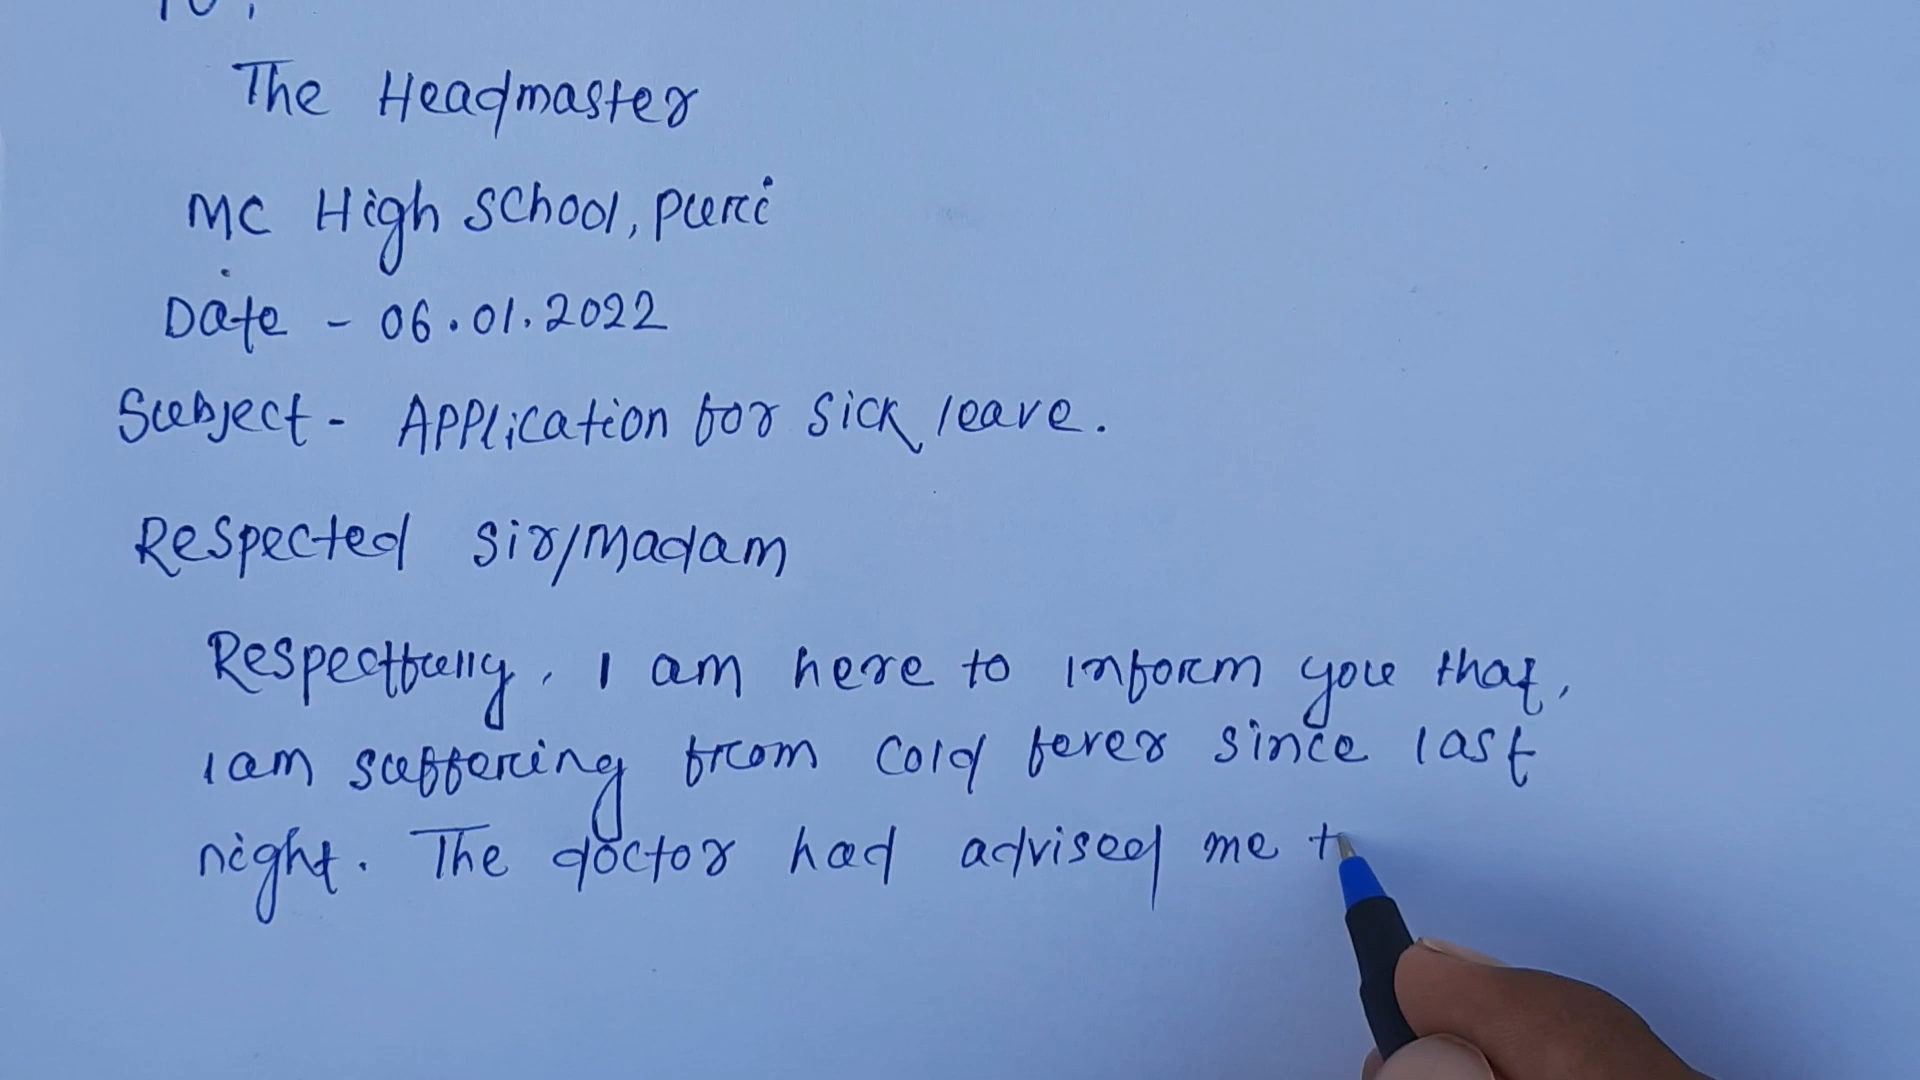 To,
The Headmaster
MC High School, Puri
Date - 06.01.2022
Subject - Application for sick leave.
Respected Sir/Madam
Respectfully, I am here to inform you that,
I am suffering from cold fever since last
night. The doctor had advised me t